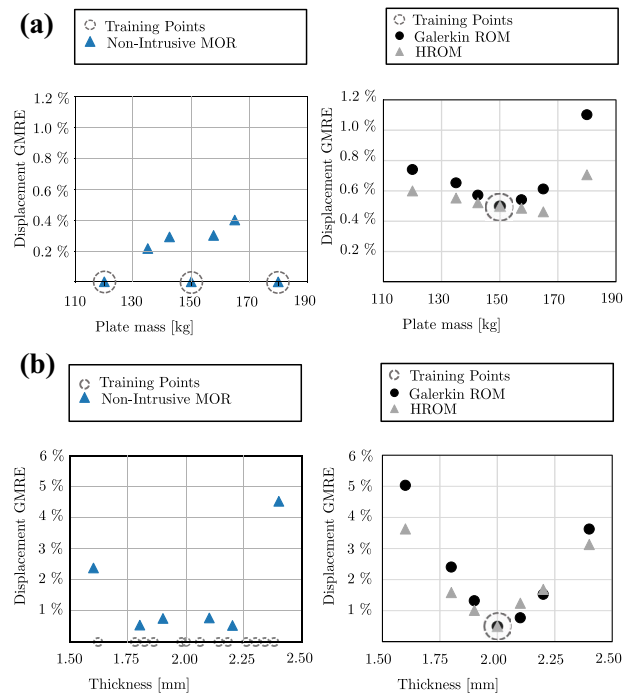 (a)
Training Points
Non-Intrusive MOR
Training Points
Galerkin ROM
HROM
Displacement GMRE
1.2 %
1.0 %
0.8 %
0.6 %
0.4 %
0.2 %
110 130 150 170 190
Plate mass [kg]
Displacement GMRE
1.2 %
1.0 %
0.8 %
0.6 %
0.4 %
0.2 %
110 130 150 170 190
Plate mass [kg]
(b)
Training Points
Non-Intrusive MOR
Training Points
Galerkin ROM
HROM
Displacement GMRE
6 %
5 %
4 %
3 %
2 %
1 %
1.50 1.75 2.00 2.25 2.50
Thickness [mm]
Displacement GMRE
6 %
5 %
4 %
3 %
2 %
1 %
1.50 1.75 2.00 2.25 2.50
Thickness [mm]